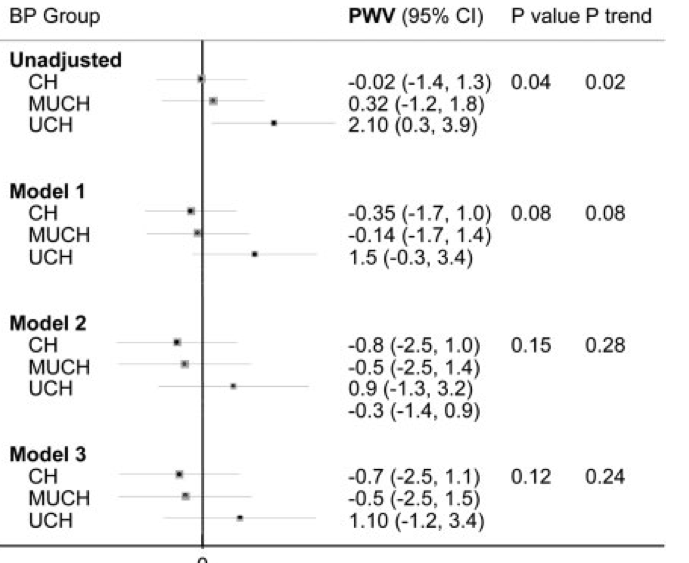 BP Group PWV (95% CI) P value P trend
Unadjusted
CH -0.02 (-1.4, 1.3) 0.04 0.02
MUCH 0.32 (-1.2, 1.8)
UCH 2.10 (0.3, 3.9)
Model 1
CH -0.35 (-1.7, 1.0) 0.08 0.08
MUCH -0.14 (-1.7, 1.4)
UCH 1.5 (-0.3, 3.4)
Model 2
CH -0.8 (-2.5, 1.0) 0.15 0.28
MUCH -0.5 (-2.5, 1.4)
UCH 0.9 (-1.3, 3.2)
-0.3 (-1.4, 0.9)
Model 3
CH -0.7 (-2.5, 1.1) 0.12 0.24
MUCH -0.5 (-2.5, 1.5)
UCH 1.10 (-1.2, 3.4)
0